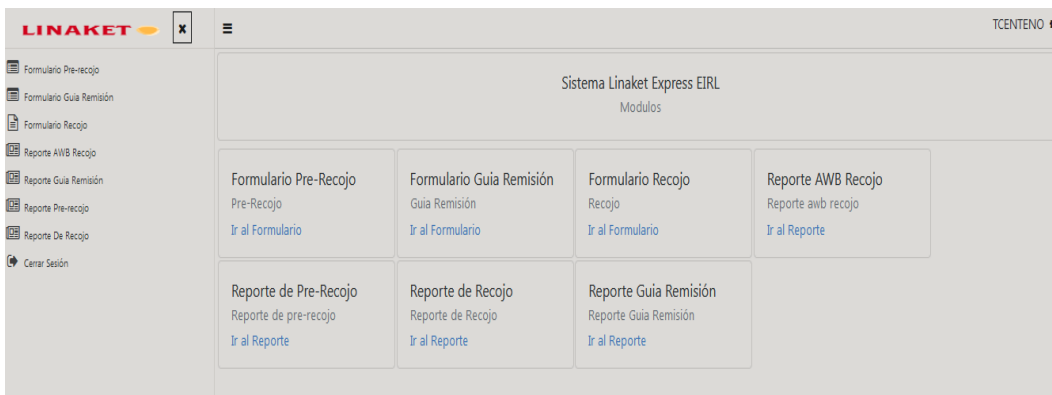 LINAKET
x
TCENTENO
Formulario Pre-recojo
Formulario Guia Remisión
Formulario Recojo
Reporte AWB Recojo
Reporte Guia Remisión
Reporte Pre-recojo
Reporte De Recojo
Cerrar Sesión
Sistema Linaket Express EIRL
Modulos
Formulario Pre-Recojo
Pre-Recojo
Ir al Formulario
Formulario Guia Remisión
Guia Remisión
Ir al Formulario
Formulario Recojo
Recojo
Ir al Formulario
Reporte AWB Recojo
Reporte awb recojo
Ir al Reporte
Reporte de Pre-Recojo
Reporte de pre-recojo
Ir al Reporte
Reporte de Recojo
Reporte de Recojo
Ir al Reporte
Reporte Guia Remisión
Reporte Guia Remisión
Ir al Reporte